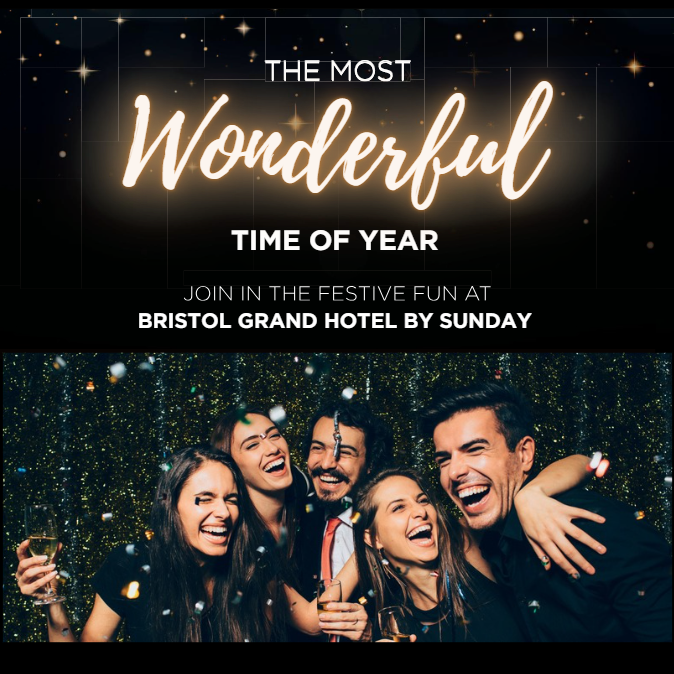 THE MOST
Wonderful
TIME OF YEAR
JOIN IN THE FESTIVE FUN AT
BRISTOL GRAND HOTEL BY SUNDAY